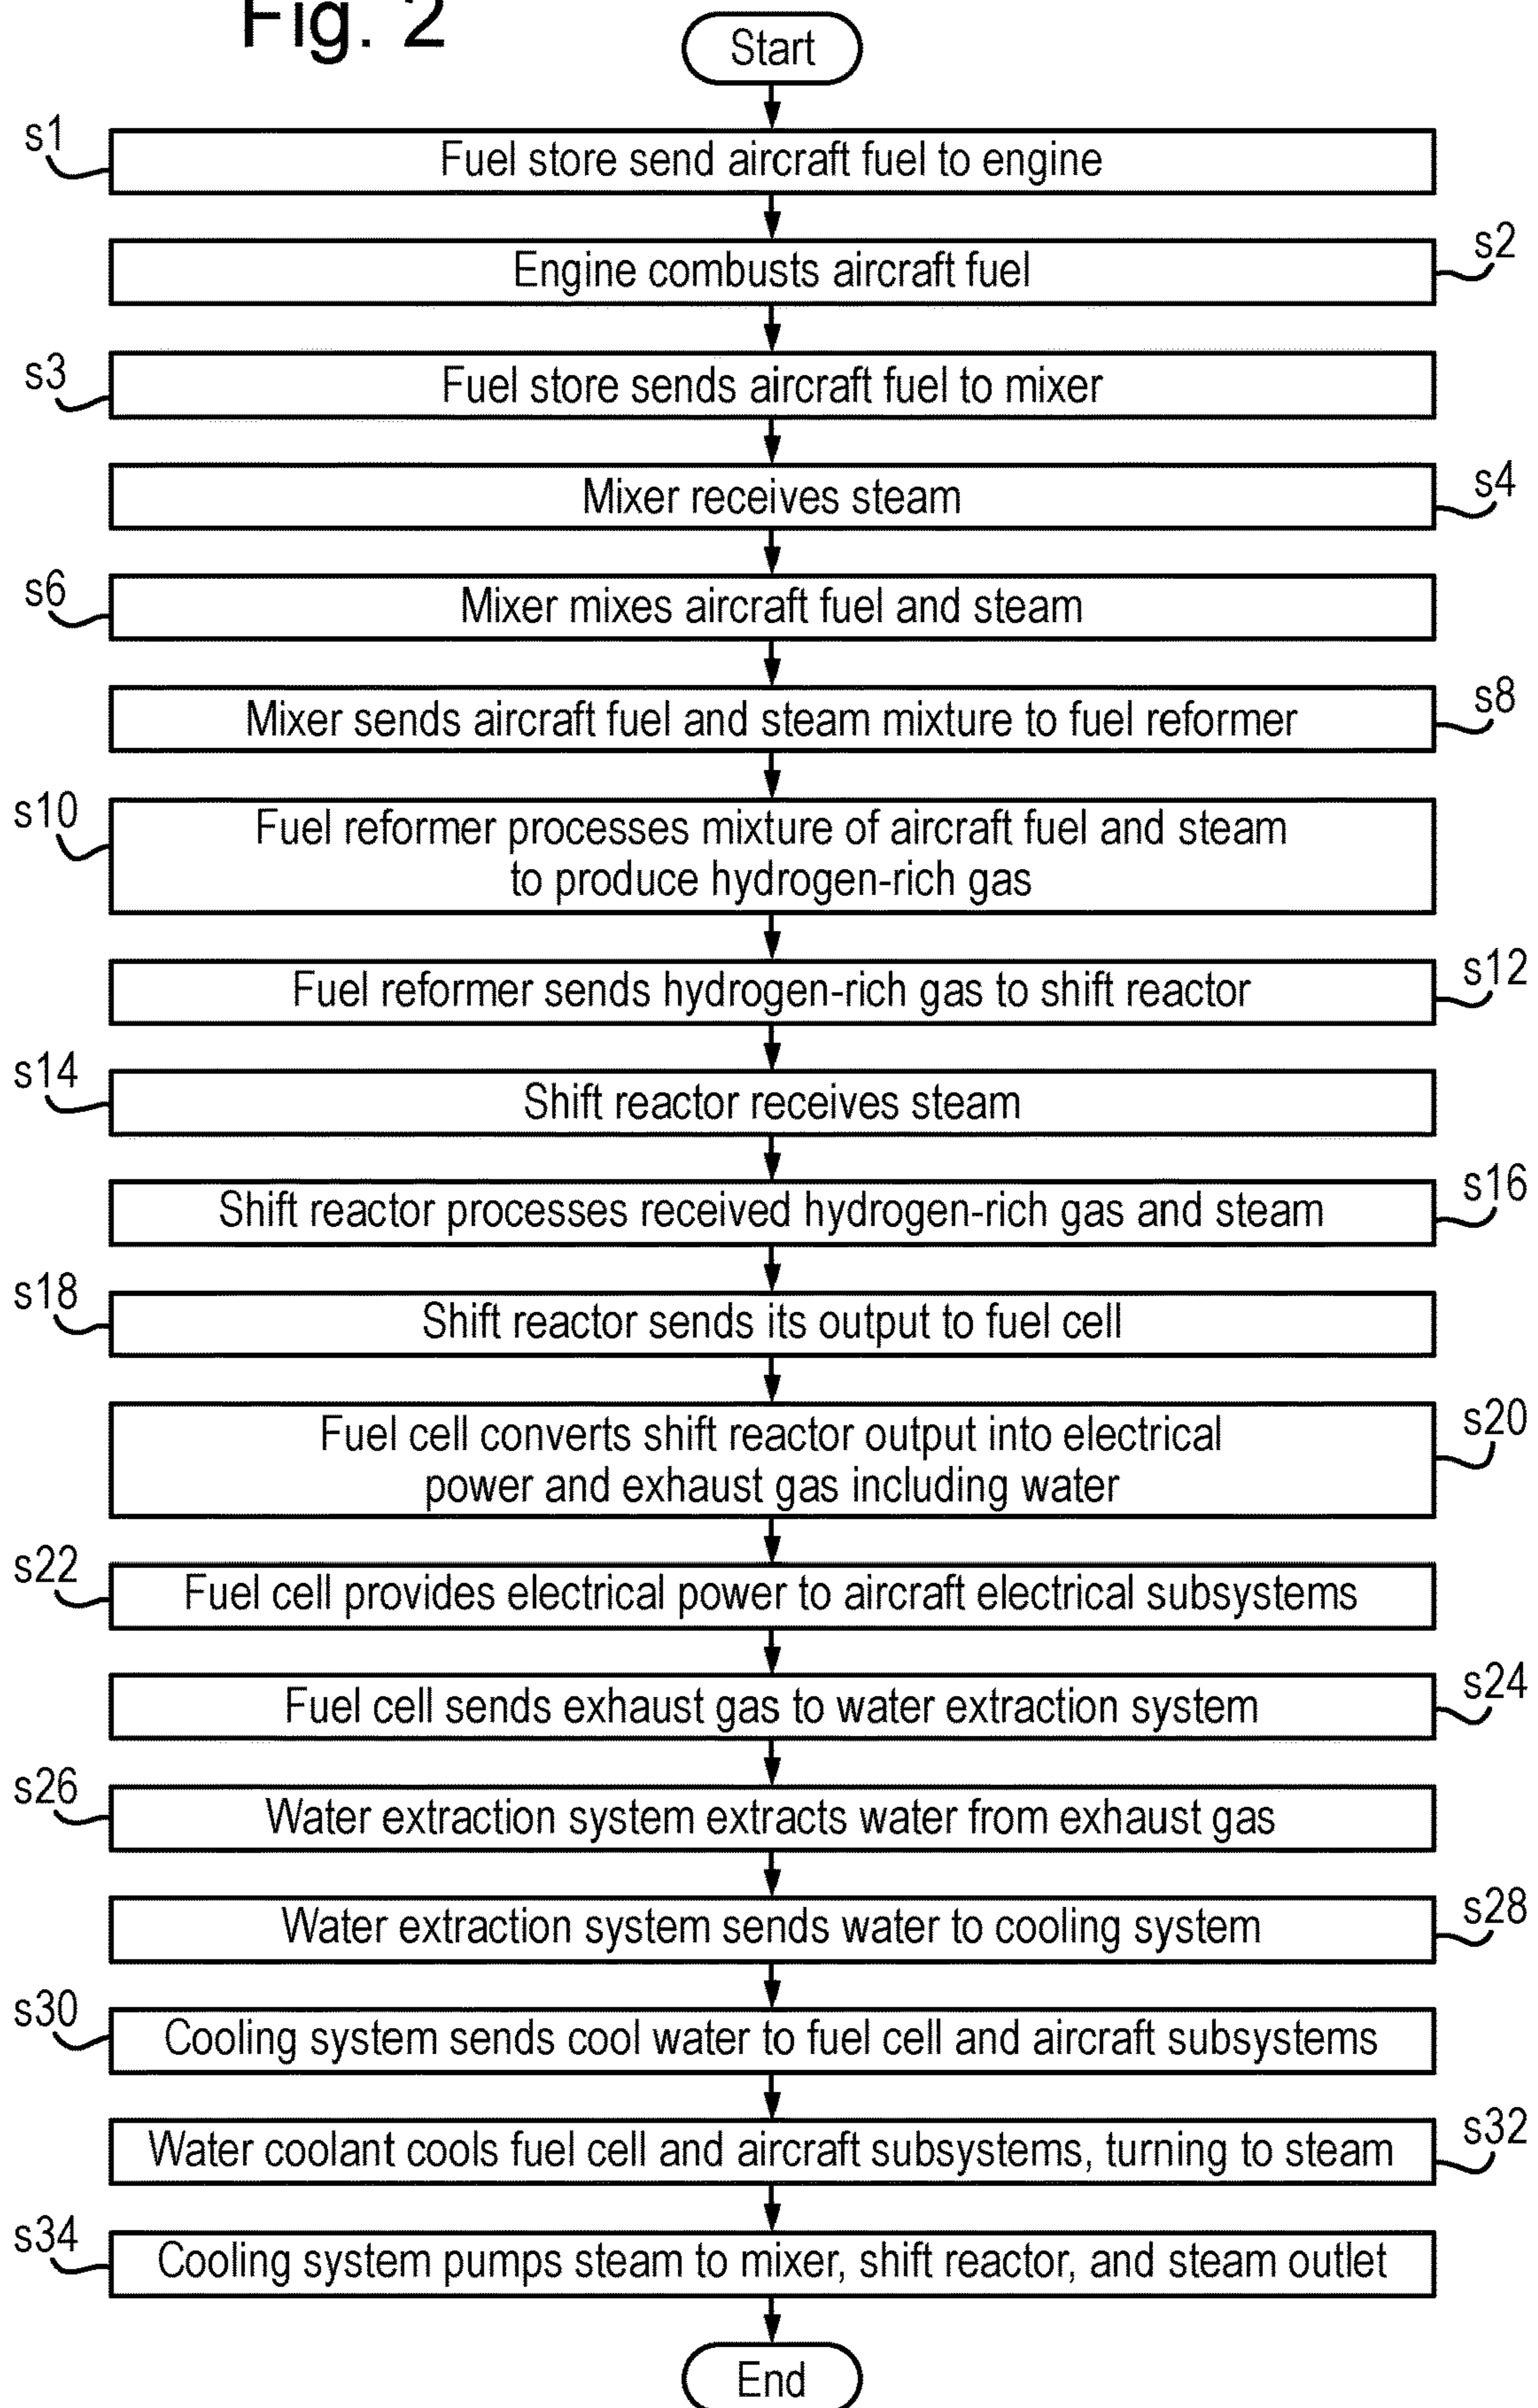 Fig. 2
Start
s1
Fuel store send aircraft fuel to engine
s2
Engine combusts aircraft fuel
s3
Fuel store sends aircraft fuel to mixer
s4
Mixer receives steam
s6
Mixer mixes aircraft fuel and steam
s8
Mixer sends aircraft fuel and steam mixture to fuel reformer
s10
Fuel reformer processes mixture of aircraft fuel and steam
to produce hydrogen-rich gas
s12
Fuel reformer sends hydrogen-rich gas to shift reactor
s14
Shift reactor receives steam
s16
Shift reactor processes received hydrogen-rich gas and steam
s18
Shift reactor sends its output to fuel cell
s20
Fuel cell converts shift reactor output into electrical
power and exhaust gas including water
s22
Fuel cell provides electrical power to aircraft electrical subsystems
s24
Fuel cell sends exhaust gas to water extraction system
s26
Water extraction system extracts water from exhaust gas
s28
Water extraction system sends water to cooling system
s30
Cooling system sends cool water to fuel cell and aircraft subsystems
s32
Water coolant cools fuel cell and aircraft subsystems, turning to steam
s34
Cooling system pumps steam to mixer, shift reactor, and steam outlet
End